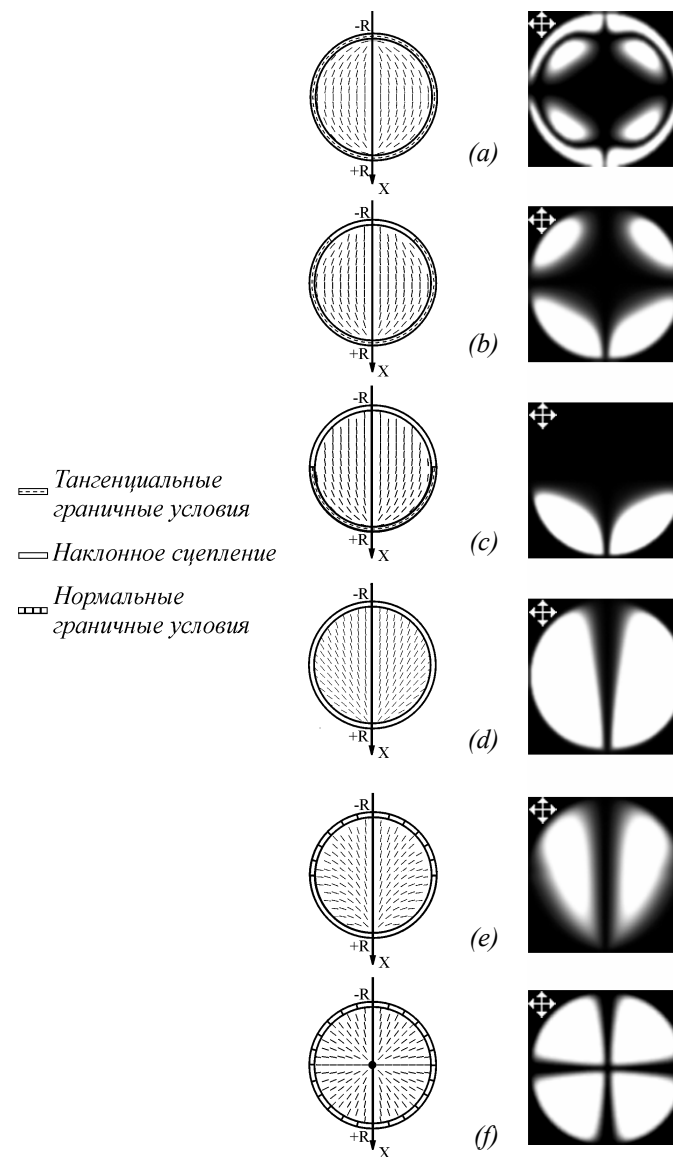 -R
+R
X
(a)
-R
+R
X
(b)
-R
+R
X
(c)
Тангенциальные
граничные условия
Наклонное сцепление
Нормальные
граничные условия
-R
+R
X
(d)
-R
+R
X
(e)
-R
+R
X
(f)